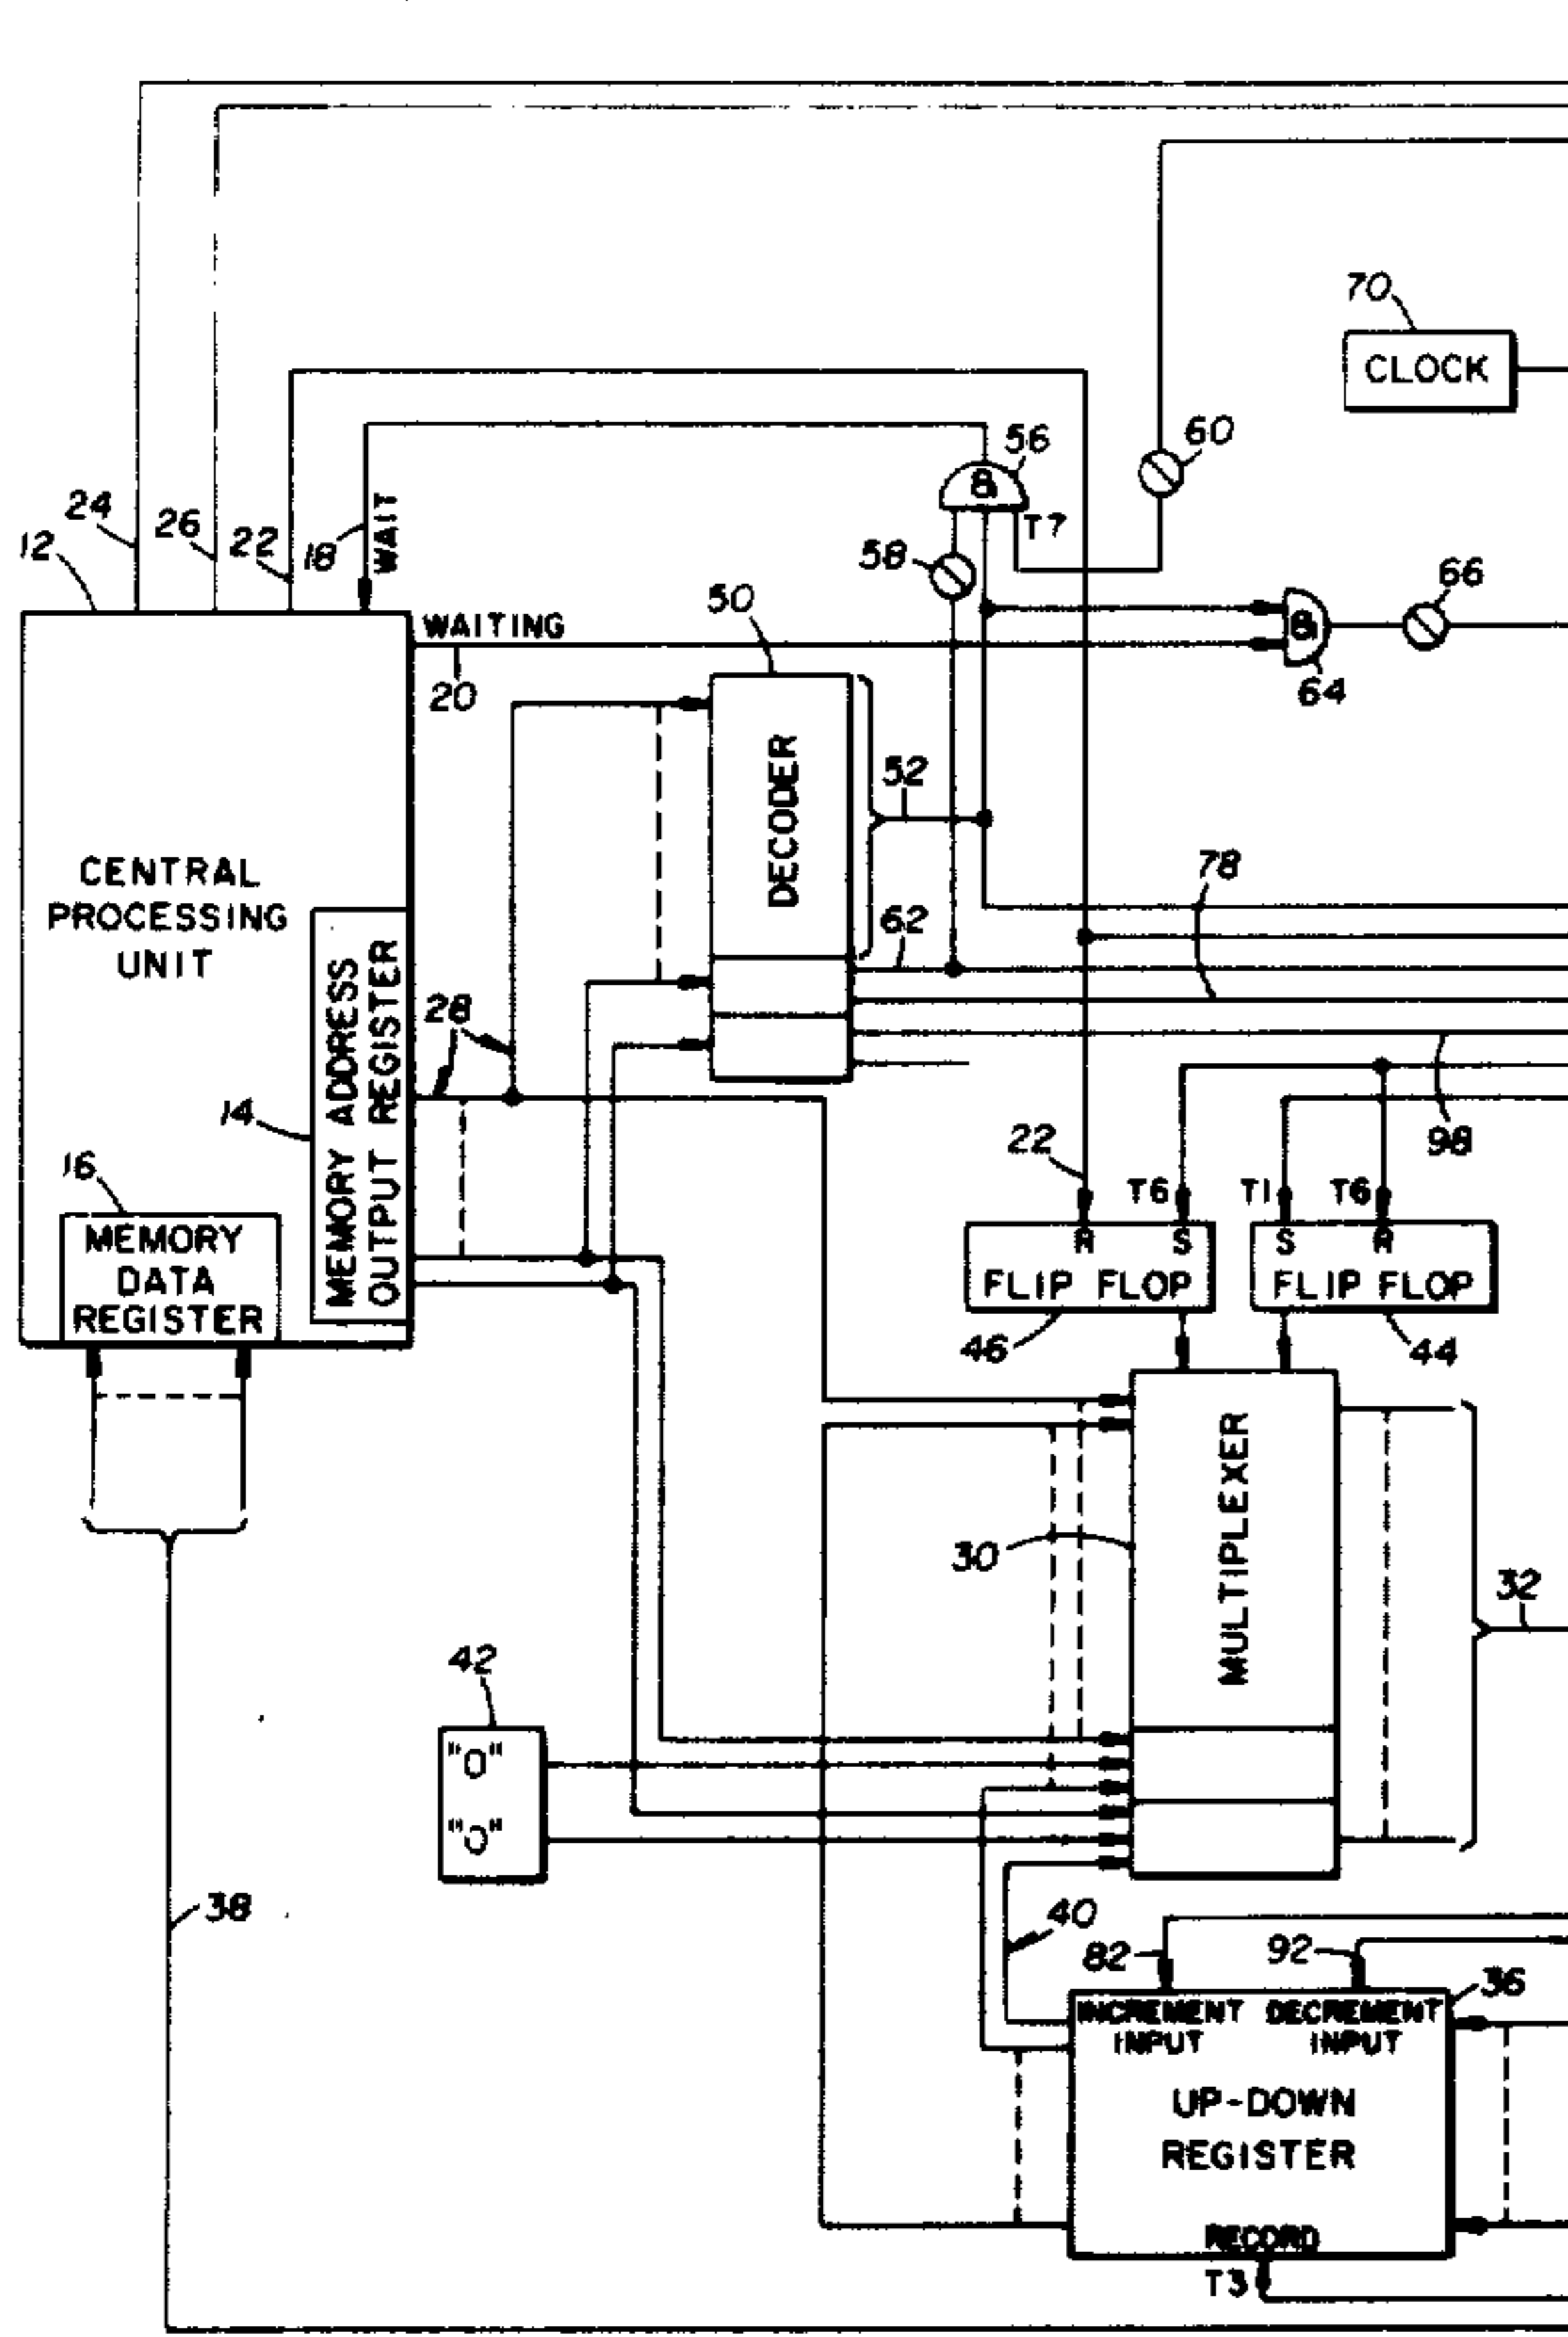 70
CLOCK
60
56
&
T7
24
26
22
18
WAIT
12
58
66
50
WAITING
&
20
64
DECODER
52
78
CENTRAL
PROCESSING
UNIT
62
28
MEMORY ADDRESS
OUTPUT REGISTER
14
22
98
16
T6
T1
T6
MEMORY
DATA
REGISTER
R
S
S
R
FLIP FLOP
FLIP FLOP
46
44
MULTIPLEXER
30
32
42
"0"
"0"
38
40
82
92
36
INCREMENT
INPUT
DECREMENT
INPUT
UP-DOWN
REGISTER
RECORD
T3